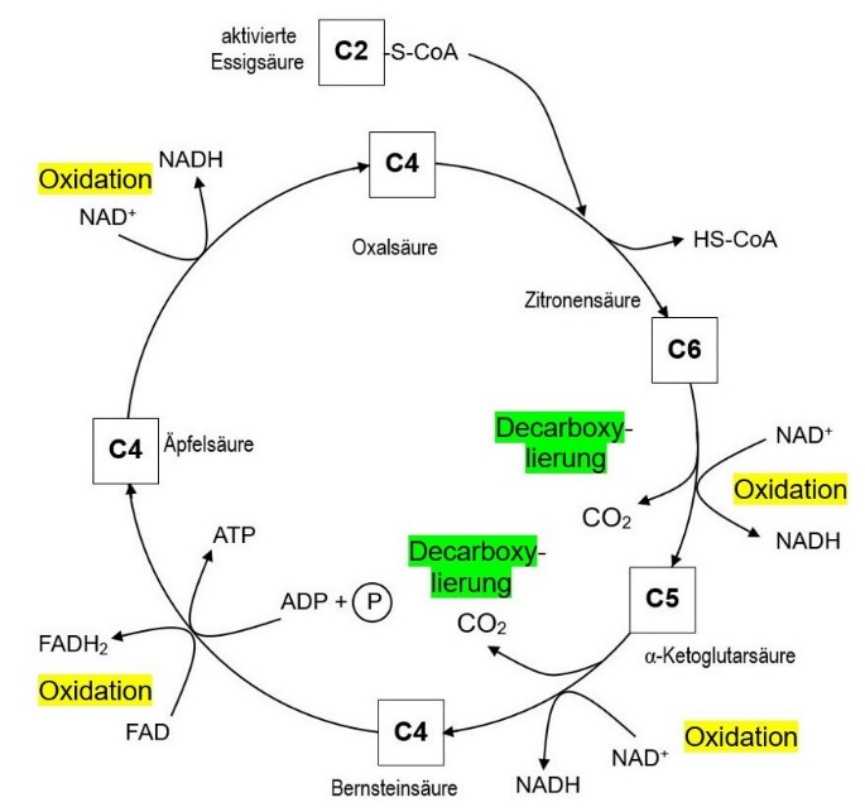 aktivierte
Essigsäure
C2 -S-CoA
NADH
Oxidation
NAD⁺
C4
Oxalsäure
HS-CoA
Zitronensäure
C6
Decarboxy-
lierung
NAD⁺
Oxidation
CO₂
NADH
C4 Äpfelsäure
ATP
ADP + P
Decarboxy-
lierung
CO₂
C5
α-Ketoglutarsäure
FADH₂
Oxidation
FAD
C4
Bernsteinsäure
NADH
NAD⁺
Oxidation